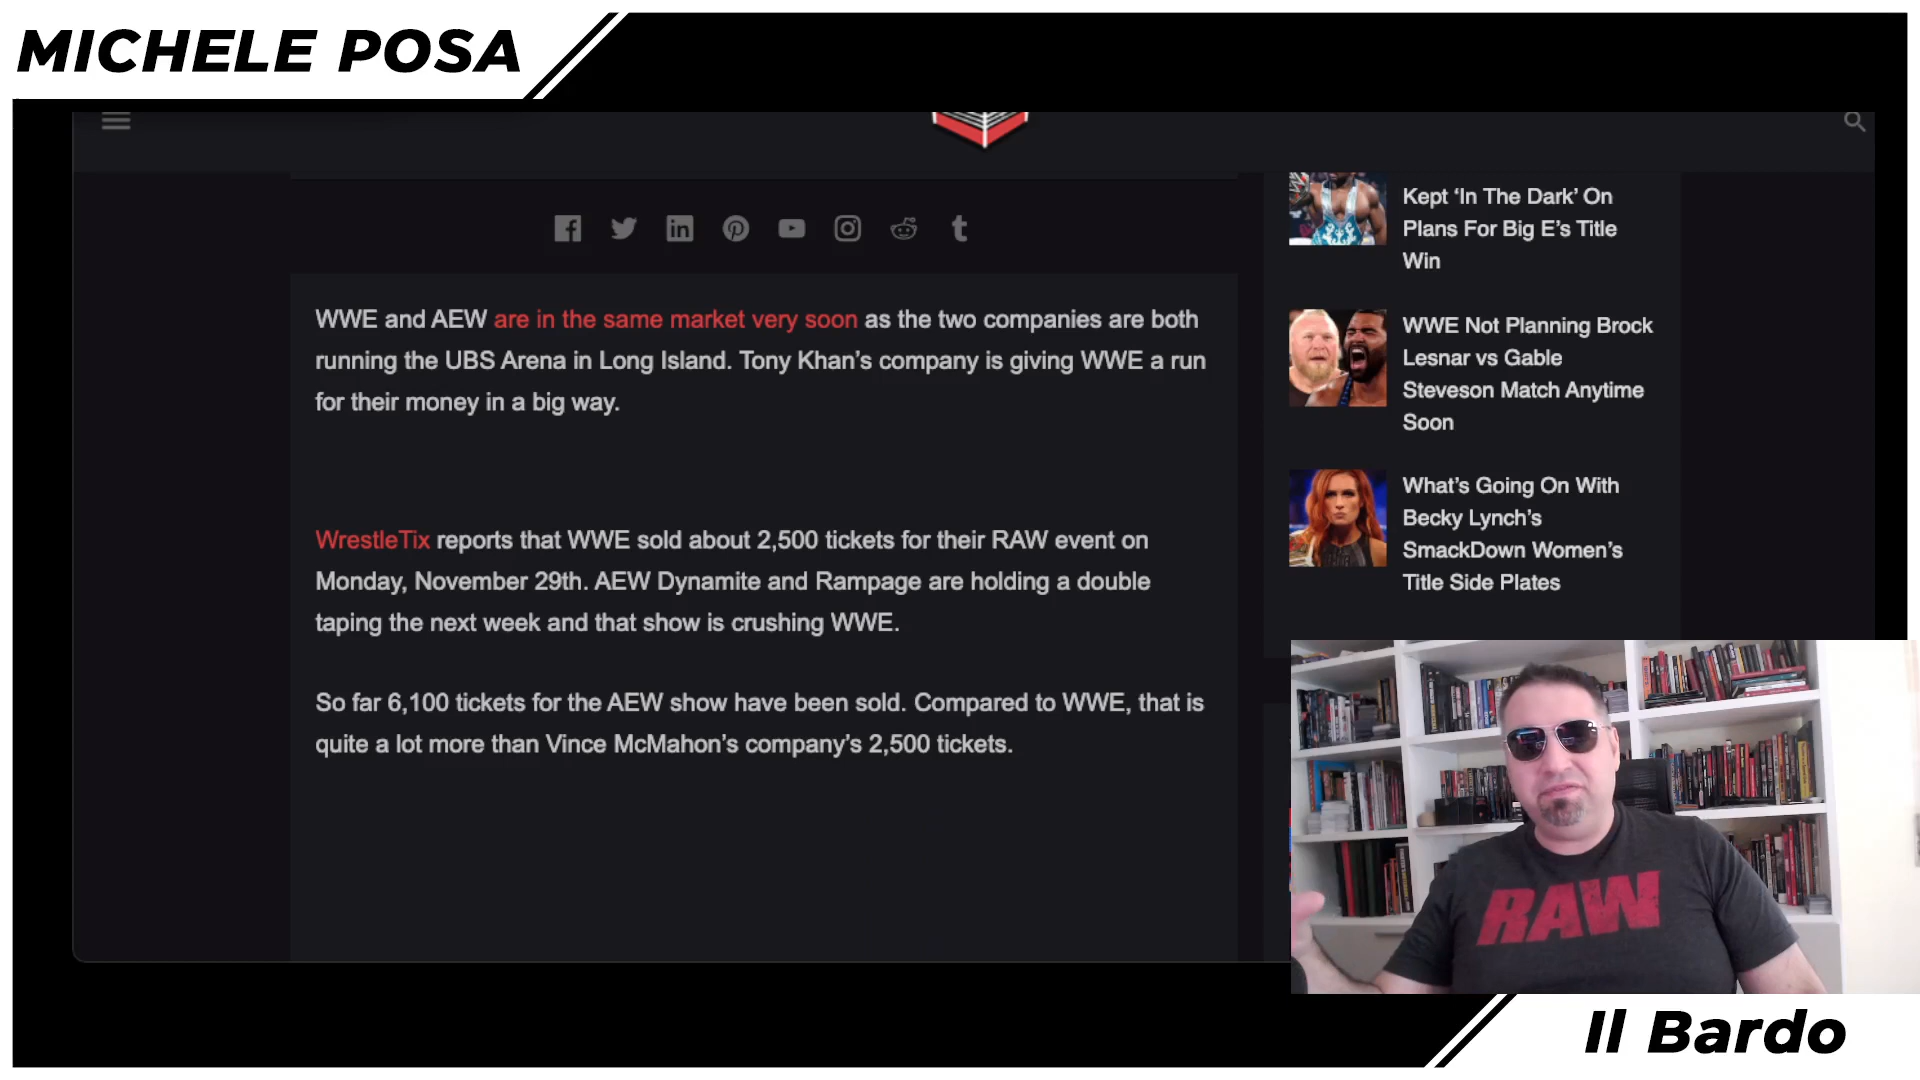 MICHELE POSA
WWE and AEW are in the same market very soon as the two companies are both
running the UBS Arena in Long Island. Tony Khan’s company is giving WWE a run
for their money in a big way.
WrestleTix reports that WWE sold about 2,500 tickets for their RAW event on
Monday, November 29th. AEW Dynamite and Rampage are holding a double
taping the next week and that show is crushing WWE.
So far 6,100 tickets for the AEW show have been sold. Compared to WWE, that is
quite a lot more than Vince McMahon’s company’s 2,500 tickets.
Kept ‘In The Dark’ On
Plans For Big E’s Title
Win
WWE Not Planning Brock
Lesnar vs Gable
Steveson Match Anytime
Soon
What’s Going On With
Becky Lynch’s
SmackDown Women’s
Title Side Plates
RAW
Il Bardo